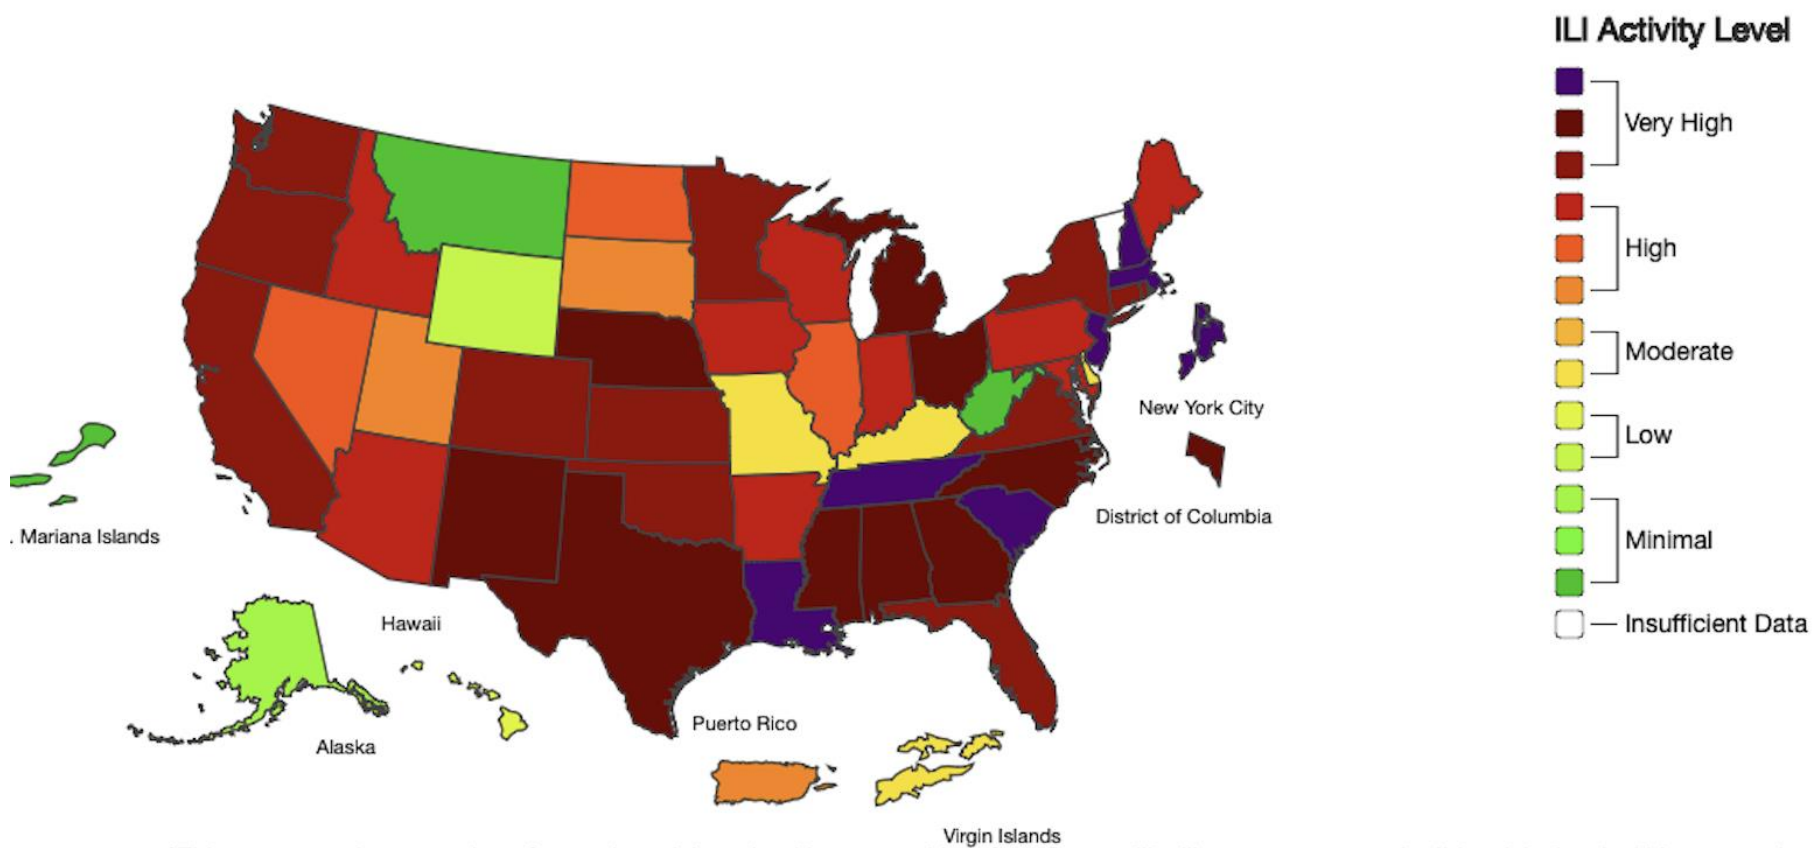 ILI Activity Level
Very High
High
Moderate
Low
Minimal
Insufficient Data
New York City
District of Columbia
. Mariana Islands
Hawaii
Alaska
Puerto Rico
Virgin Islands